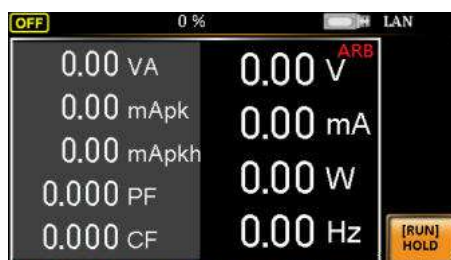 OFF 0 % LAN
0.00 VA
0.00 mApk
0.00 mApkh
0.000 PF
0.000 CF
ARB
0.00 V
0.00 mA
0.00 W
0.00 Hz
[RUN]
HOLD